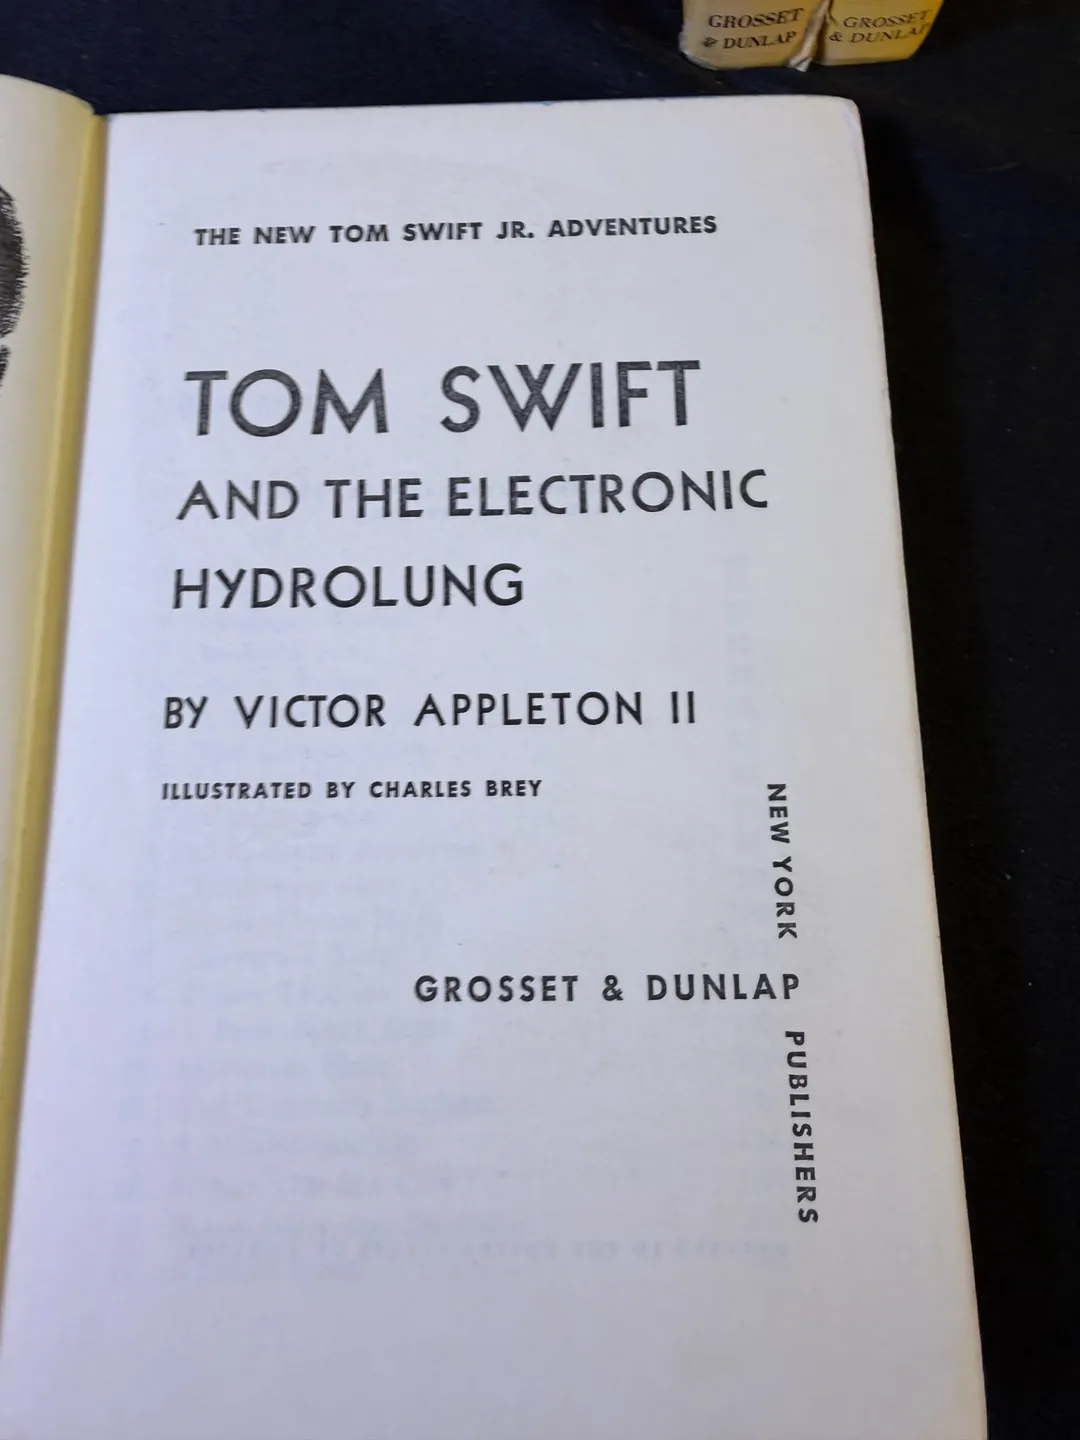 GROSSET
& DUNLAP
GROSSET
& DUNLAP
THE NEW TOM SWIFT JR. ADVENTURES
TOM SWIFT
AND THE ELECTRONIC
HYDROLUNG
BY VICTOR APPLETON II
ILLUSTRATED BY CHARLES BREY
NEW YORK
GROSSET & DUNLAP
PUBLISHERS